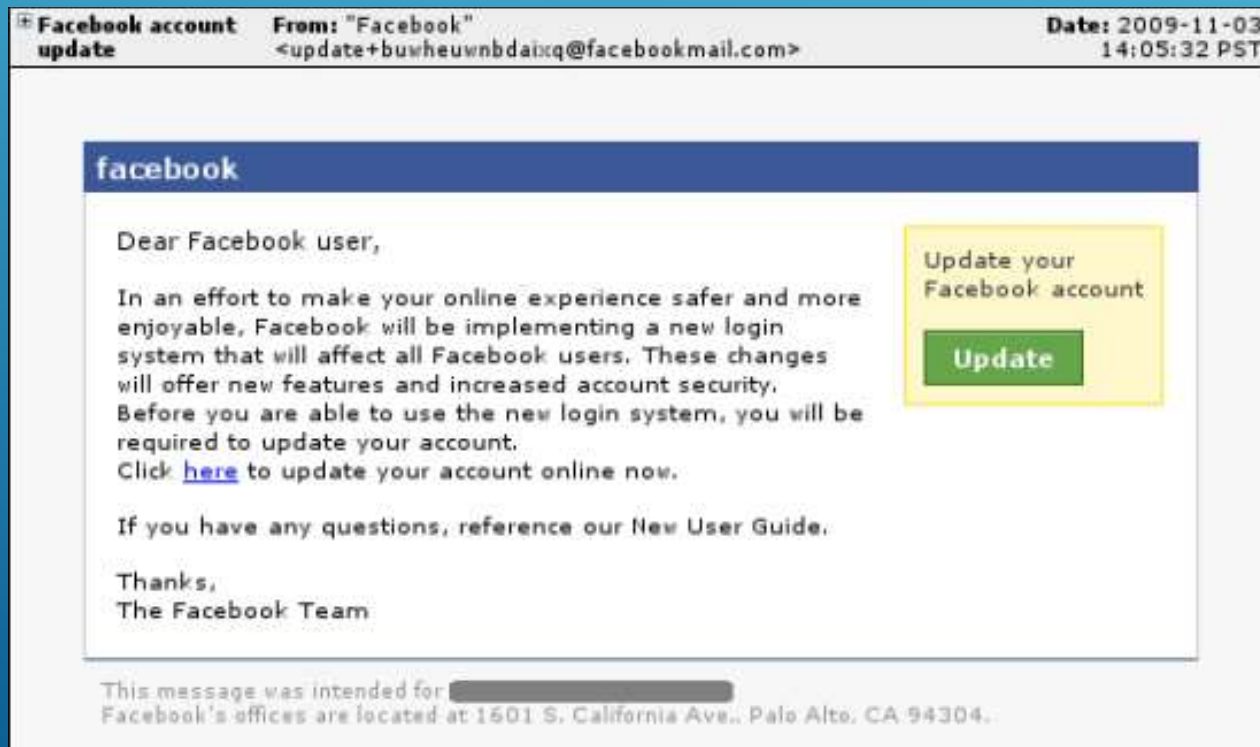 Facebook account update
From: "Facebook"
<update+buwheuwnbdaixq@facebookmail.com>
Date: 2009-11-03
14:05:32 PST
facebook
Dear Facebook user,
In an effort to make your online experience safer and more
enjoyable, Facebook will be implementing a new login
system that will affect all Facebook users. These changes
will offer new features and increased account security.
Before you are able to use the new login system, you will be
required to update your account.
Click here to update your account online now.
If you have any questions, reference our New User Guide.
Thanks,
The Facebook Team
Update your
Facebook account
Update
This message was intended for
Facebook's offices are located at 1601 S. California Ave., Palo Alto, CA 94304.